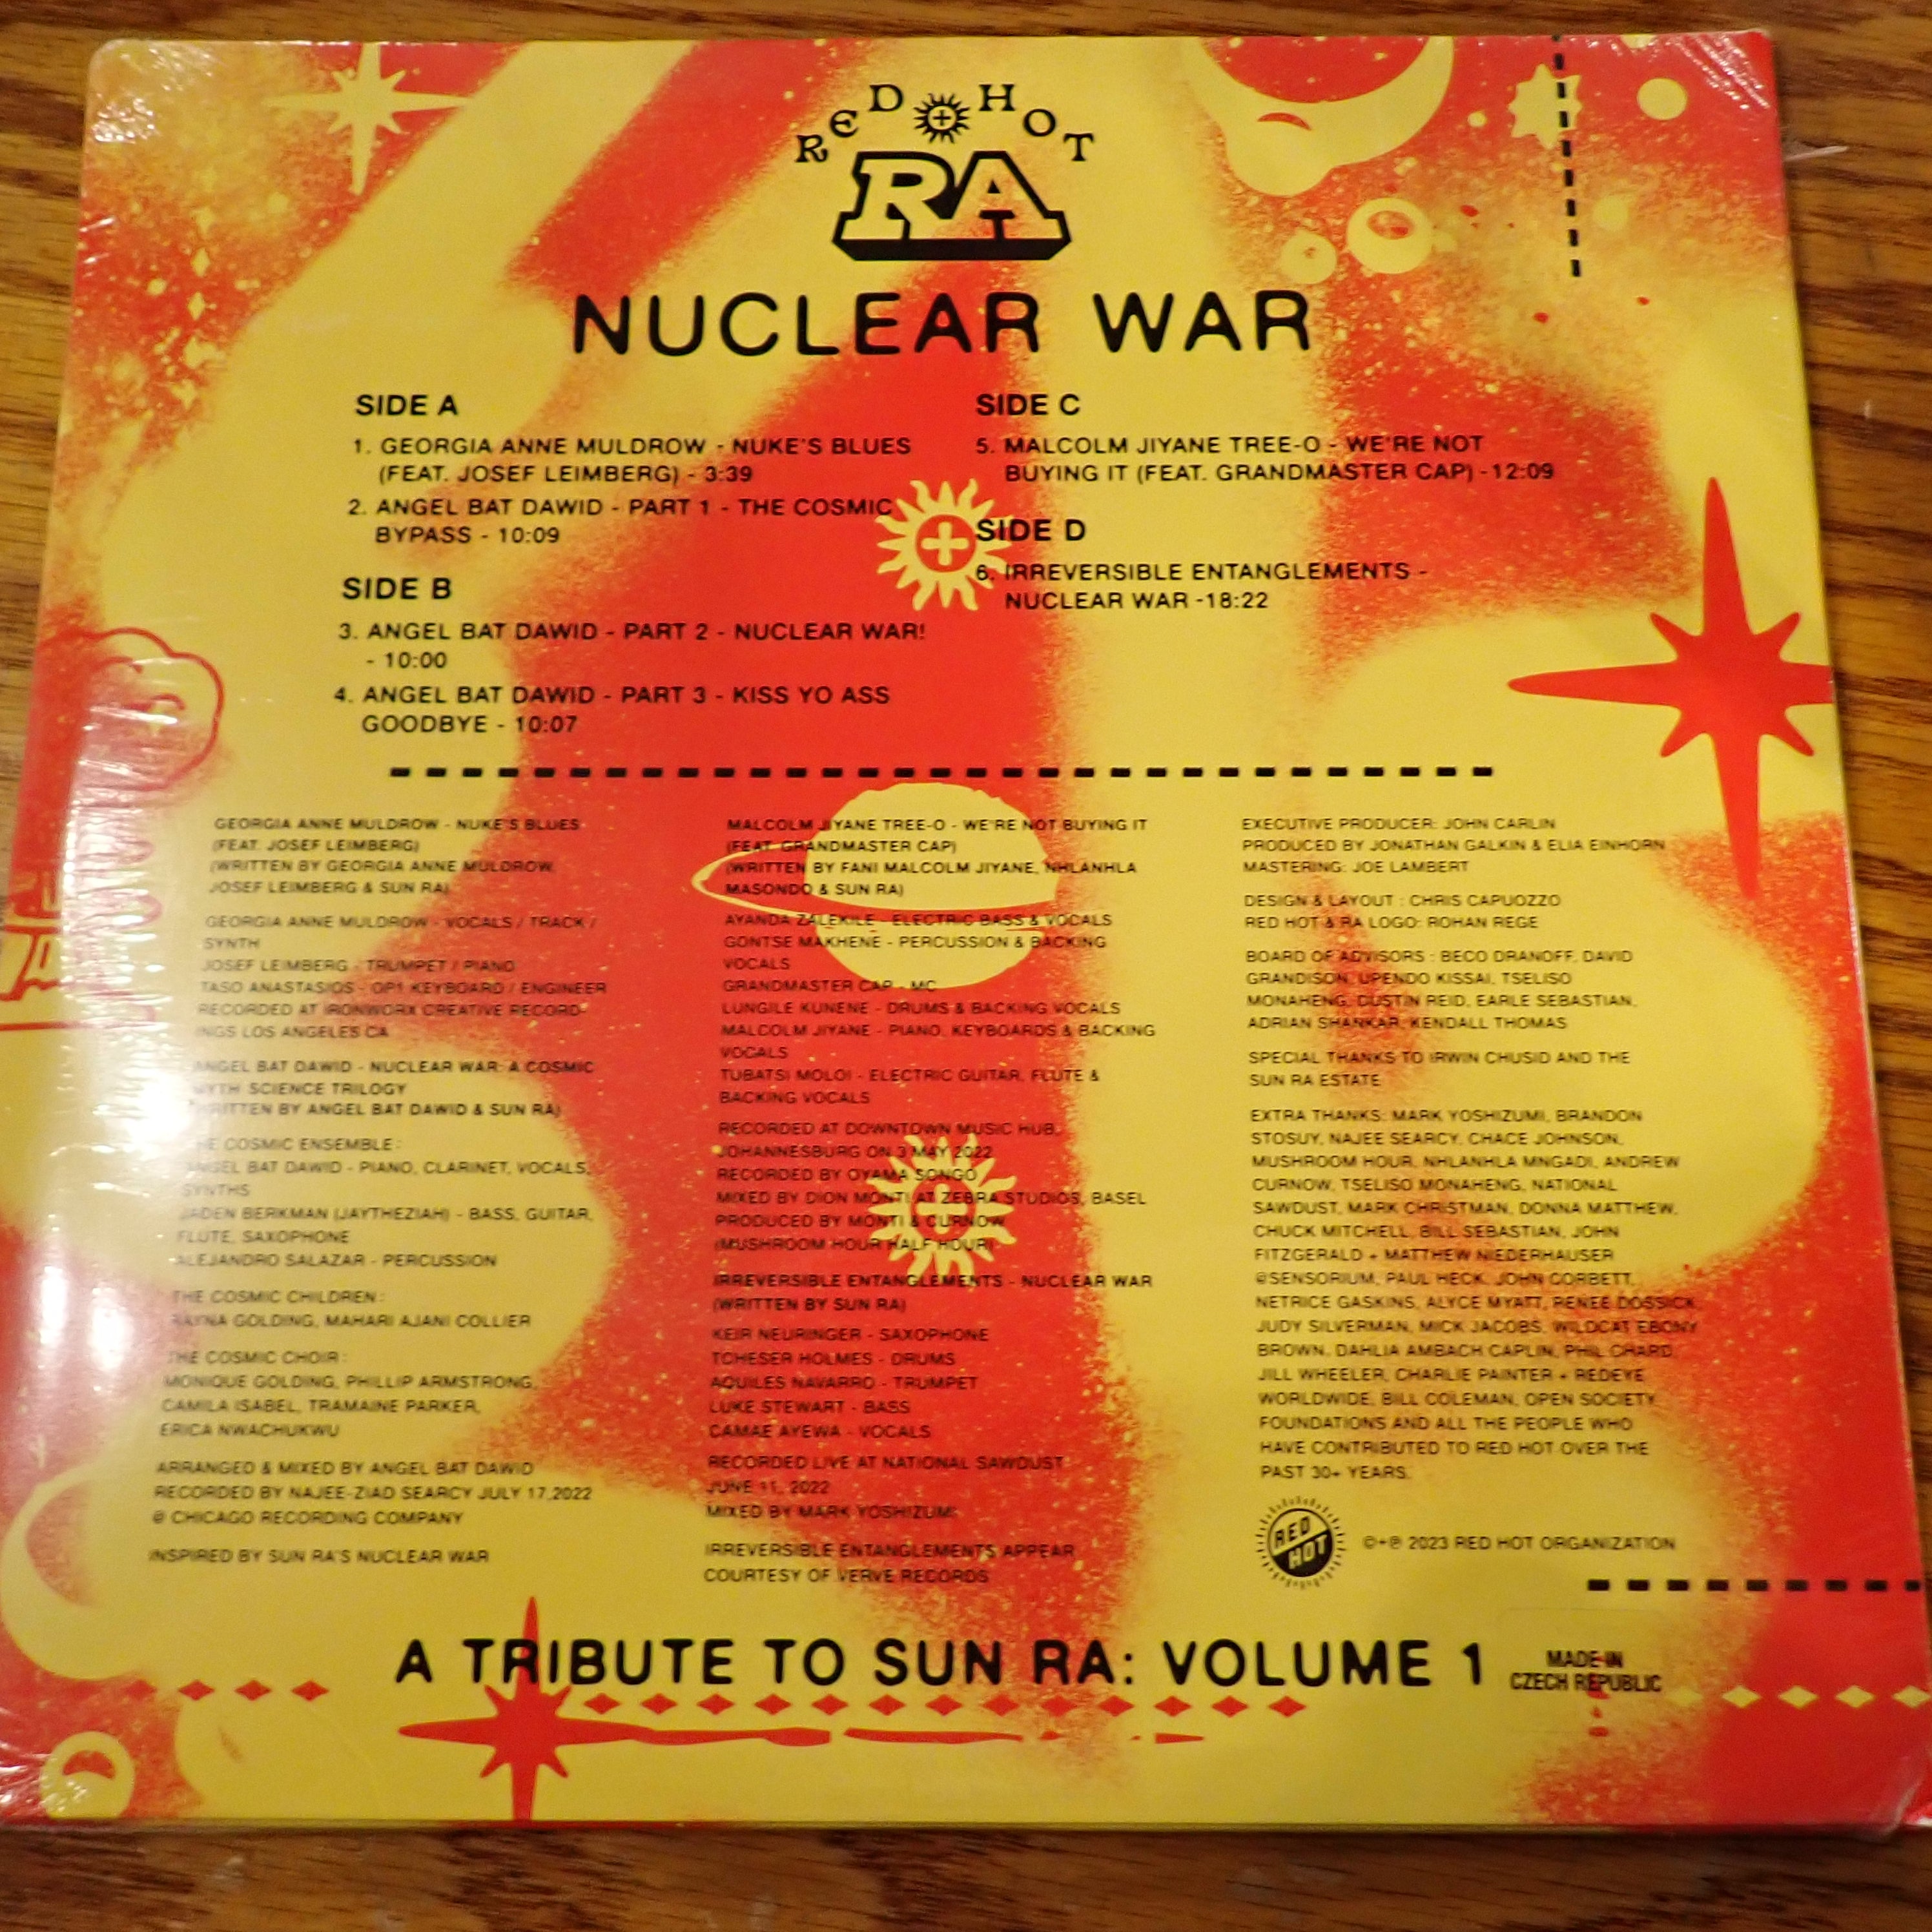 RED HOT
RA
NUCLEAR WAR
SIDE A
1. GEORGIA ANNE MULDROW - NUKE'S BLUES
(FEAT. JOSEF LEIMBERG) - 3:39
2. ANGEL BAT DAWID - PART 1 - THE COSMIC
BYPASS - 10:09
SIDE B
3. ANGEL BAT DAWID - PART 2 - NUCLEAR WAR!
- 10:00
4. ANGEL BAT DAWID - PART 3 - KISS YO ASS
GOODBYE - 10:07
SIDE C
5. MALCOLM JIYANE TREE-O - WE'RE NOT
BUYING IT (FEAT. GRANDMASTER CAP) - 12:09
SIDE D
6. IRREVERSIBLE ENTANGLEMENTS -
NUCLEAR WAR -18:22
GEORGIA ANNE MULDROW - NUKE'S BLUES
(FEAT. JOSEF LEIMBERG)
(WRITTEN BY GEORGIA ANNE MULDROW,
JOSEF LEIMBERG & SUN RA)
GEORGIA ANNE MULDROW - VOCALS / TRACK /
SYNTH
JOSEF LEIMBERG - TRUMPET / PIANO
TASO ANASTASIOS - OP1 KEYBOARD / ENGINEER
RECORDED AT IRONWORX CREATIVE RECORD-
INGS LOS ANGELES CA
ANGEL BAT DAWID - NUCLEAR WAR: A COSMIC
MYTH SCIENCE TRILOGY
(WRITTEN BY ANGEL BAT DAWID & SUN RA)
THE COSMIC ENSEMBLE:
ANGEL BAT DAWID - PIANO, CLARINET, VOCALS,
SYNTHS
JADEN BERKMAN (JAYTHEZIAH) - BASS, GUITAR,
FLUTE, SAXOPHONE
ALEJANDRO SALAZAR - PERCUSSION
THE COSMIC CHILDREN:
RAYNA GOLDING, MAHARI AJANI COLLIER
THE COSMIC CHOIR:
MONIQUE GOLDING, PHILLIP ARMSTRONG,
CAMILA ISABEL, TRAMAINE PARKER,
ERICA NWACHUKWU
ARRANGED & MIXED BY ANGEL BAT DAWID
RECORDED BY NAJEE-ZIAD SEARCY JULY 17,2022
@ CHICAGO RECORDING COMPANY
INSPIRED BY SUN RA'S NUCLEAR WAR
MALCOLM JIYANE TREE-O - WE'RE NOT BUYING IT
(FEAT. GRANDMASTER CAP)
(WRITTEN BY FANI MALCOLM JIYANE, NHLANHLA
MASONDO & SUN RA)
AYANDA ZALEKILE - ELECTRIC BASS & VOCALS
GONTSE MAKHENE - PERCUSSION & BACKING
VOCALS
GRANDMASTER CAP - MC
LUNGILE KUNENE - DRUMS & BACKING VOCALS
MALCOLM JIYANE - PIANO, KEYBOARDS & BACKING
VOCALS
TUBATSI MOLOI - ELECTRIC GUITAR, FLUTE &
BACKING VOCALS
RECORDED AT DOWNTOWN MUSIC HUB,
JOHANNESBURG ON 3 MAY 2022
RECORDED BY OYAMA SONGO
MIXED BY DION MONTI AT ZEBRA STUDIOS, BASEL
PRODUCED BY MONTI & CURNOW
(MUSHROOM HOUR HALF HOUR)
IRREVERSIBLE ENTANGLEMENTS - NUCLEAR WAR
(WRITTEN BY SUN RA)
KEIR NEURINGER - SAXOPHONE
TCHESER HOLMES - DRUMS
AQUILES NAVARRO - TRUMPET
LUKE STEWART - BASS
CAMAE AYEWA - VOCALS
RECORDED LIVE AT NATIONAL SAWDUST
JUNE 11, 2022
MIXED BY MARK YOSHIZUMI
IRREVERSIBLE ENTANGLEMENTS APPEAR
COURTESY OF VERVE RECORDS
EXECUTIVE PRODUCER: JOHN CARLIN
PRODUCED BY JONATHAN GALKIN & ELIA EINHORN
MASTERING: JOE LAMBERT
DESIGN & LAYOUT : CHRIS CAPUOZZO
RED HOT & RA LOGO: ROHAN REGE
BOARD OF ADVISORS : BECO DRANOFF, DAVID
GRANDISON, UPENDO KISSAI, TSELISO
MONAHENG, DUSTIN REID, EARLE SEBASTIAN,
ADRIAN SHANKAR, KENDALL THOMAS
SPECIAL THANKS TO IRWIN CHUSID AND THE
SUN RA ESTATE
EXTRA THANKS: MARK YOSHIZUMI, BRANDON
STOSUY, NAJEE SEARCY, CHACE JOHNSON,
MUSHROOM HOUR, NHLANHLA MNGADI, ANDREW
CURNOW, TSELISO MONAHENG, NATIONAL
SAWDUST, MARK CHRISTMAN, DONNA MATTHEW,
CHUCK MITCHELL, BILL SEBASTIAN, JOHN
FITZGERALD + MATTHEW NIEDERHAUSER
@SENSORIUM, PAUL HECK, JOHN CORBETT,
NETRICE GASKINS, ALYCE MYATT, RENEE DOSSICK,
JUDY SILVERMAN, MICK JACOBS, WILDCAT EBONY
BROWN, DAHLIA AMBACH CAPLIN, PHIL CHARD,
JILL WHEELER, CHARLIE PAINTER + REDEYE
WORLDWIDE, BILL COLEMAN, OPEN SOCIETY
FOUNDATIONS AND ALL THE PEOPLE WHO
HAVE CONTRIBUTED TO RED HOT OVER THE
PAST 30+ YEARS.
RED HOT
©+℗ 2023 RED HOT ORGANIZATION
A TRIBUTE TO SUN RA: VOLUME 1
MADE IN
CZECH REPUBLIC